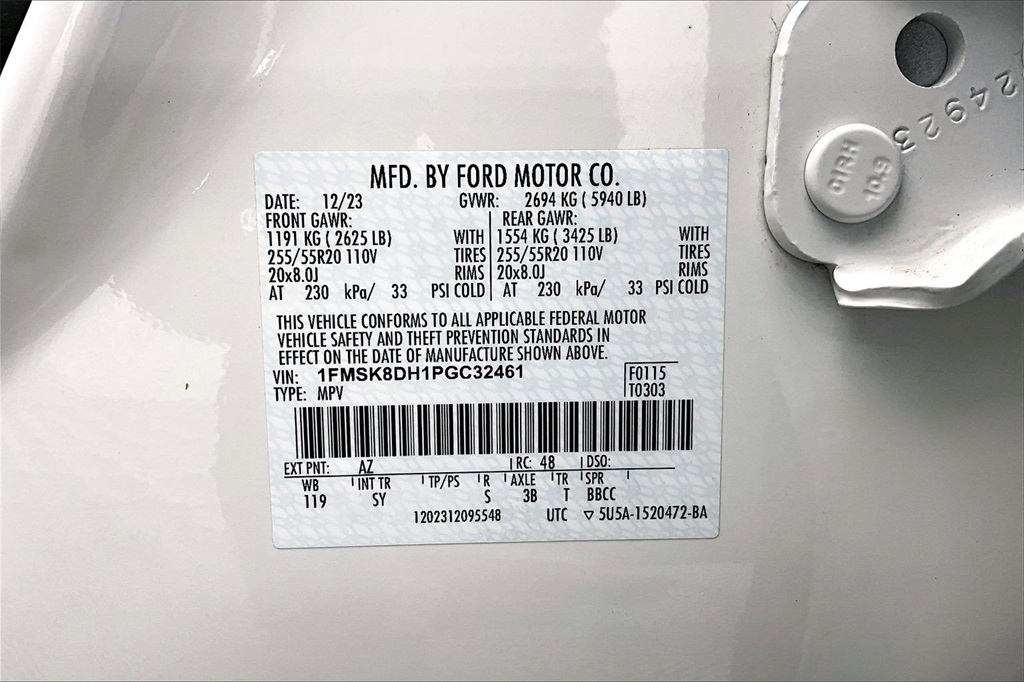 MFD. BY FORD MOTOR CO.
DATE: 12/23 GVWR: 2694 KG ( 5940 LB)
FRONT GAWR: REAR GAWR:
1191 KG ( 2625 LB) WITH 1554 KG ( 3425 LB) WITH
255/55R20 110V TIRES 255/55R20 110V TIRES
20x8.0J RIMS 20x8.0J RIMS
AT 230 kPa/ 33 PSI COLD AT 230 kPa/ 33 PSI COLD
THIS VEHICLE CONFORMS TO ALL APPLICABLE FEDERAL MOTOR
VEHICLE SAFETY AND THEFT PREVENTION STANDARDS IN
EFFECT ON THE DATE OF MANUFACTURE SHOWN ABOVE.
VIN: 1FMSK8DH1PGC32461 F0115
TYPE: MPV T0303
EXT PNT: AZ RC: 48 DSO:
WB INT TR TP/PS R AXLE TR SPR
119 SY S 3B T BBCC
1202312095548 UTC ▽ 5U5A-1520472-BA
24923
10.9